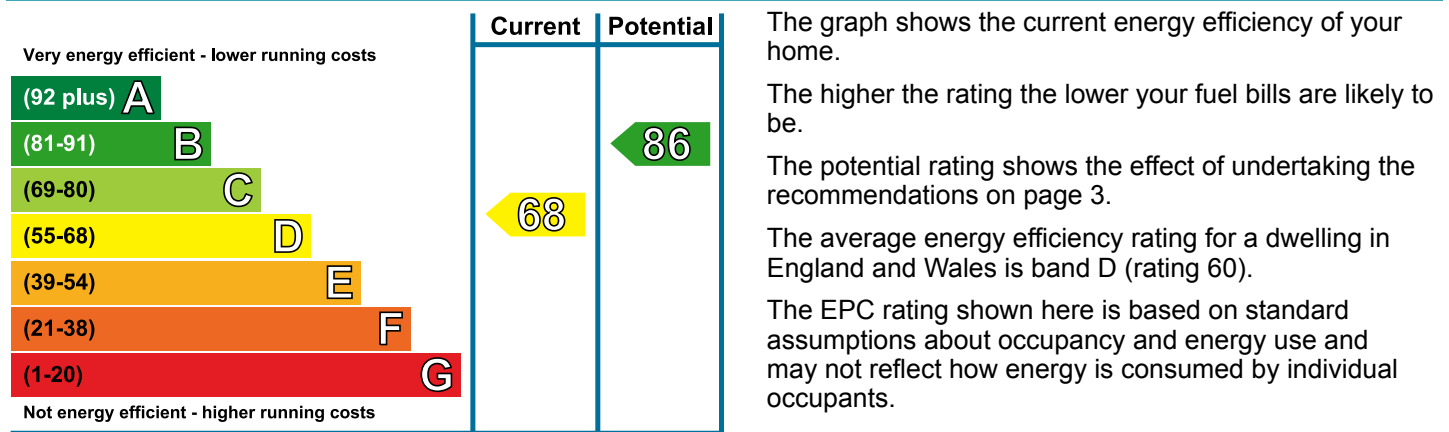 Current Potential
Very energy efficient - lower running costs
(92 plus) A
(81-91) B
86
(69-80) C
68
(55-68) D
(39-54) E
(21-38) F
(1-20) G
Not energy efficient - higher running costs
The graph shows the current energy efficiency of your
home.
The higher the rating the lower your fuel bills are likely to
be.
The potential rating shows the effect of undertaking the
recommendations on page 3.
The average energy efficiency rating for a dwelling in
England and Wales is band D (rating 60).
The EPC rating shown here is based on standard
assumptions about occupancy and energy use and
may not reflect how energy is consumed by individual
occupants.